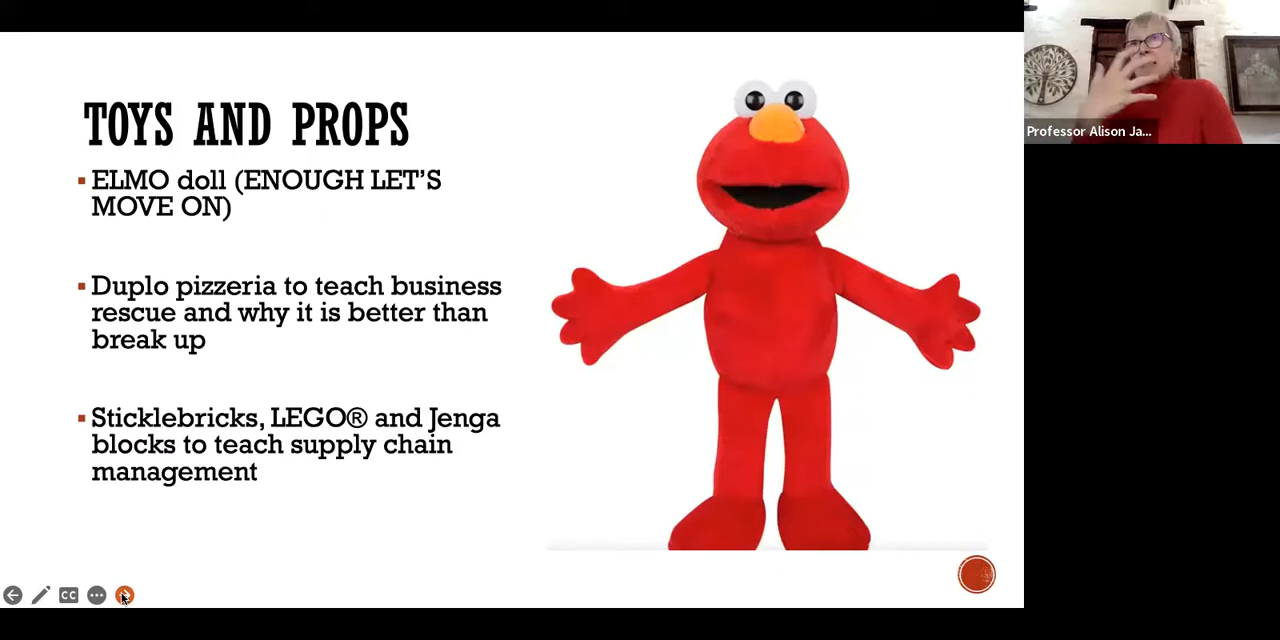 TOYS AND PROPS
▪ ELMO doll (ENOUGH LET'S
MOVE ON)
▪ Duplo pizzeria to teach business
rescue and why it is better than
break up
▪ Sticklebricks, LEGO® and Jenga
blocks to teach supply chain
management
Professor Alison Ja...
CC